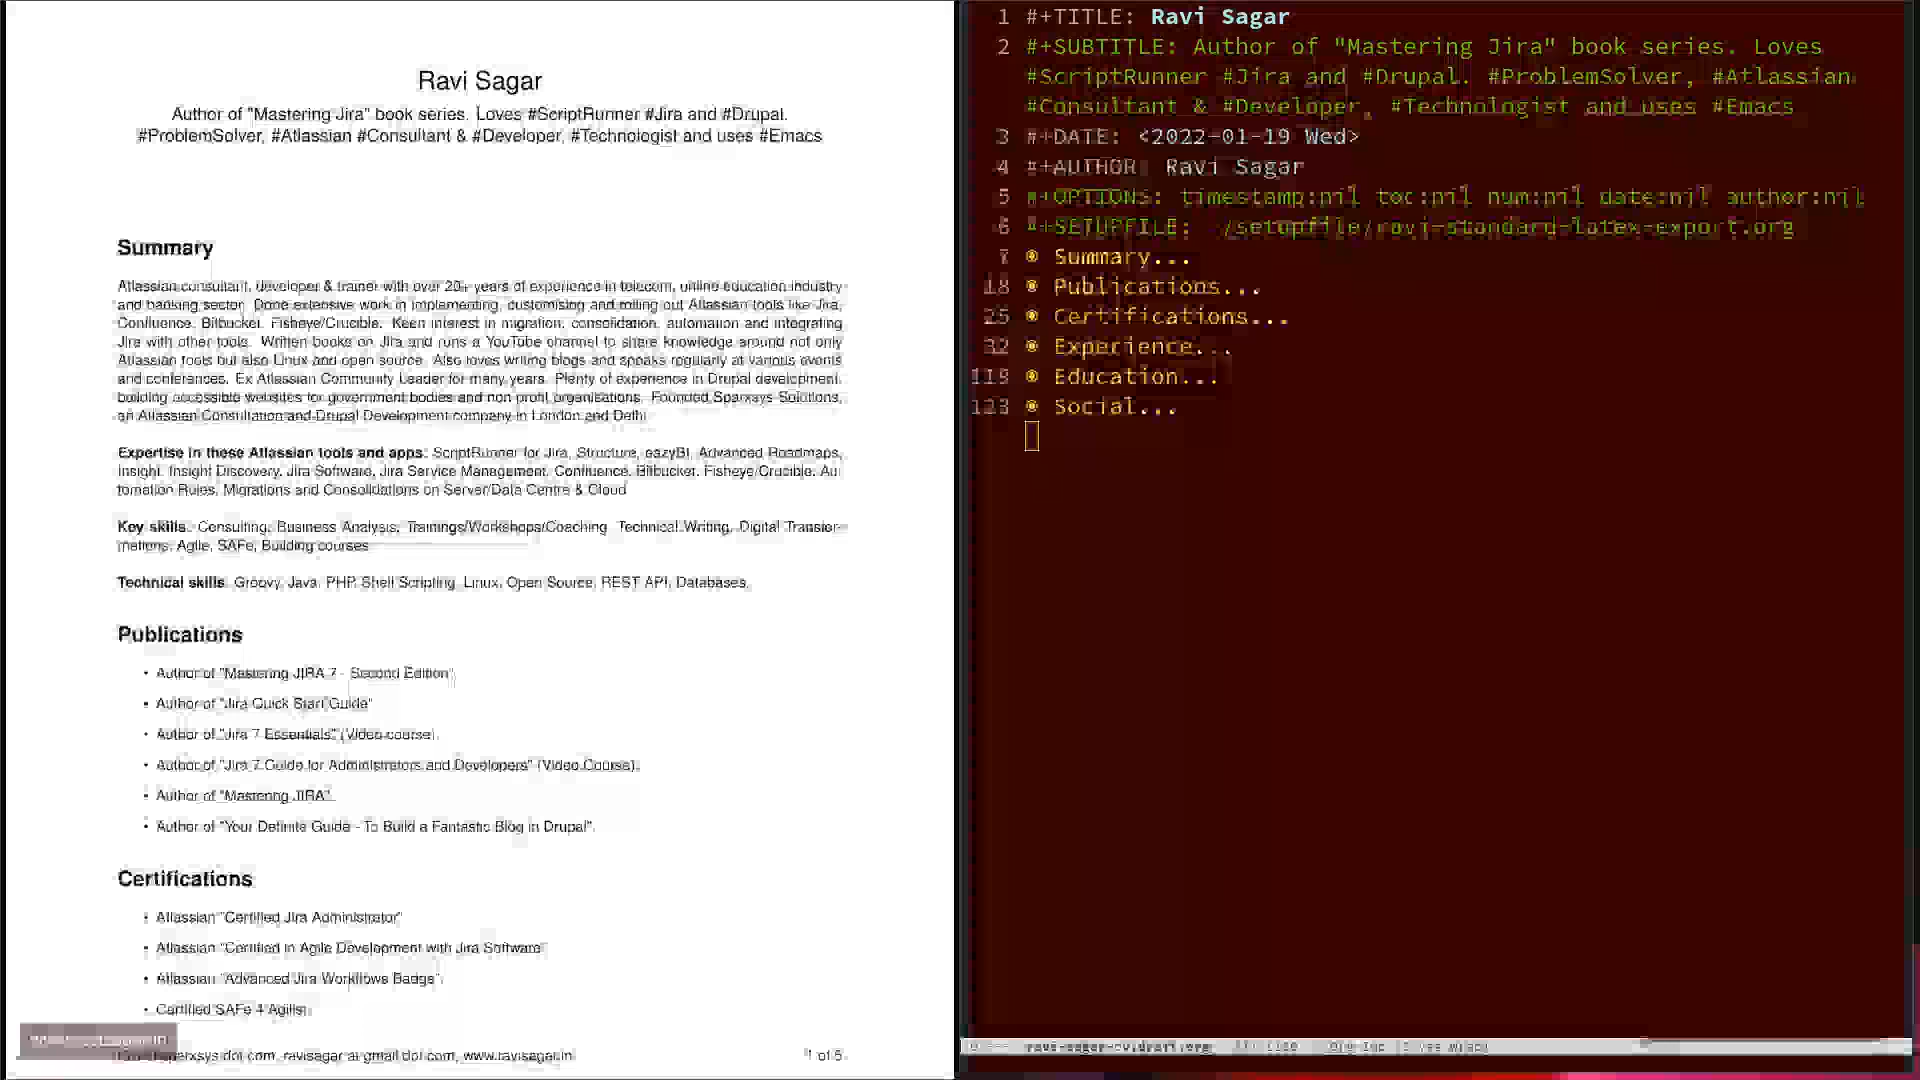 Ravi Sagar
Author of "Mastering Jira" book series. Loves #ScriptRunner #Jira and #Drupal.
#ProblemSolver, #Atlassian #Consultant & #Developer, #Technologist and uses #Emacs
Summary
Atlassian consultant, developer & trainer with over 20+ years of experience in telecom, online education industry
and banking sector. Done extensive work in implementing, customising and rolling out Atlassian tools like Jira,
Confluence, Bitbucket, Fisheye/Crucible. Keen interest in migration, consolidation, automation and integrating
Jira with other tools. Written books on Jira and runs a YouTube channel to share knowledge around not only
Atlassian tools but also Linux and open source. Also loves writing blogs and speaks regularly at various events
and conferences. Ex Atlassian Community Leader for many years. Plenty of experience in Drupal development,
building accessible websites for government bodies and non profit organisations. Founded Sparxsys Solutions,
an Atlassian Consultation and Drupal Development company in London and Delhi
Expertise in these Atlassian tools and apps: ScriptRunner for Jira, Structure, eazyBI, Advanced Roadmaps,
Insight, Insight Discovery, Jira Software, Jira Service Management, Confluence, Bitbucket, Fisheye/Crucible, Au
tomation Rules, Migrations and Consolidations on Server/Data Centre & Cloud
Key skills: Consulting, Business Analysis, Trainings/Workshops/Coaching, Technical Writing, Digital Transfor-
mations, Agile, SAFe, Building courses
Technical skills: Groovy, Java, PHP, Shell Scripting, Linux, Open Source, REST API, Databases.
Publications
• Author of "Mastering JIRA 7 - Second Edition"
• Author of "Jira Quick Start Guide"
• Author of "Jira 7 Essentials" (Video course).
• Author of "Jira 7 Guide for Administrators and Developers" (Video Course).
• Author of "Mastering JIRA".
• Author of "Your Definite Guide - To Build a Fantastic Blog in Drupal".
Certifications
• Atlassian "Certified Jira Administrator"
• Atlassian "Certified in Agile Development with Jira Software"
• Atlassian "Advanced Jira Workflows Badge".
• Certified SAFe 4 Agilist
dot com, ravisagar at gmail dot com, www.ravisagar.in
1 of 5
1 #+TITLE: Ravi Sagar
2 #+SUBTITLE: Author of "Mastering Jira" book series. Loves
#ScriptRunner #Jira and #Drupal. #ProblemSolver, #Atlassian
#Consultant & #Developer, #Technologist and uses #Emacs
3 #+DATE: <2022-01-19 Wed>
4 #+AUTHOR: Ravi Sagar
5 #+OPTIONS: timestamp:nil toc:nil num:nil date:nil author:nil
6 #+SETUPFILE: ./setupfile/ravi-standard-latex-export.org
7 Summary...
18 Publications...
25 Certifications...
32 Experience...
119 Education...
123 Social...
ravi-sagar-cv.draft.org